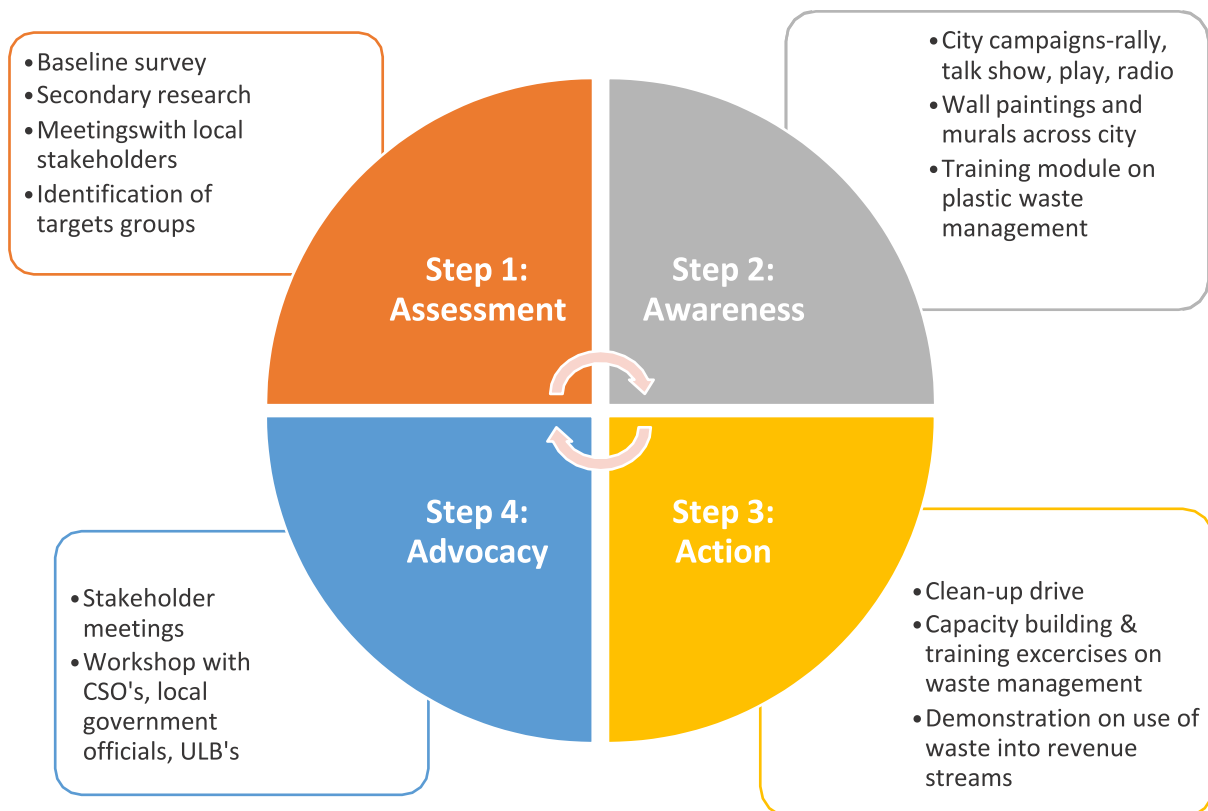 •Baseline survey
•Secondary research
•Meetingswith local
stakeholders
•Identification of
targets groups
Step 1:
Assessment
•City campaigns-rally,
talk show, play, radio
•Wall paintings and
murals across city
•Training module on
plastic waste
management
Step 2:
Awareness
Step 4:
Advocacy
•Stakeholder
meetings
•Workshop with
CSO's, local
government
officials, ULB's
Step 3:
Action
•Clean-up drive
•Capacity building &
training excercises on
waste management
•Demonstration on use of
waste into revenue
streams